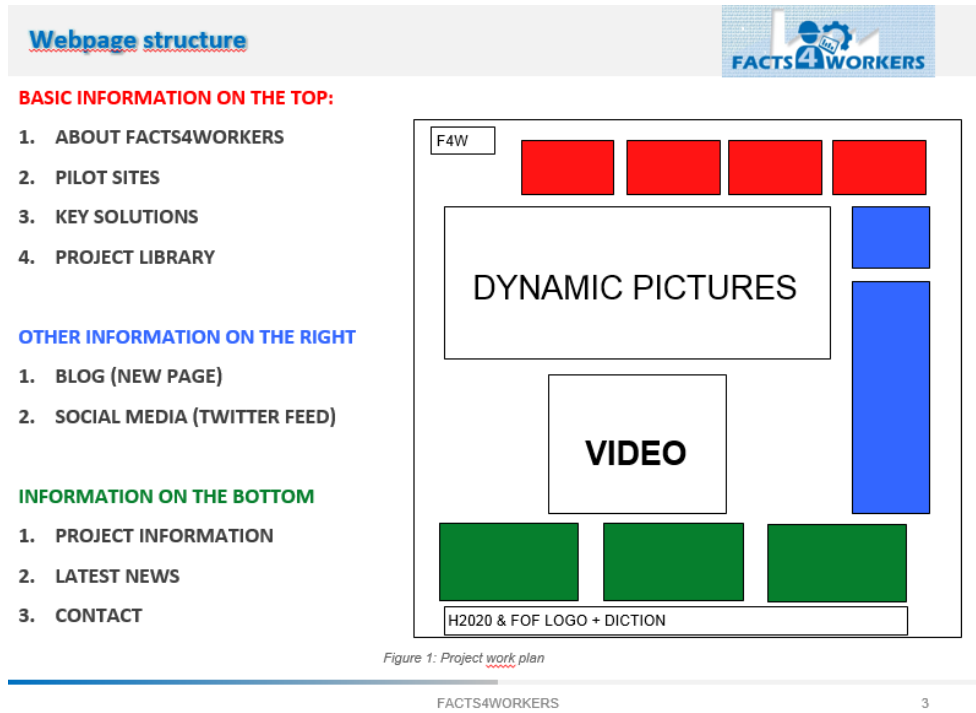 Webpage structure
FACTS4WORKERS
BASIC INFORMATION ON THE TOP:
1. ABOUT FACTS4WORKERS
2. PILOT SITES
3. KEY SOLUTIONS
4. PROJECT LIBRARY
OTHER INFORMATION ON THE RIGHT
1. BLOG (NEW PAGE)
2. SOCIAL MEDIA (TWITTER FEED)
INFORMATION ON THE BOTTOM
1. PROJECT INFORMATION
2. LATEST NEWS
3. CONTACT
F4W
DYNAMIC PICTURES
VIDEO
H2020 & FOF LOGO + DICTION
Figure 1: Project work plan
FACTS4WORKERS
3